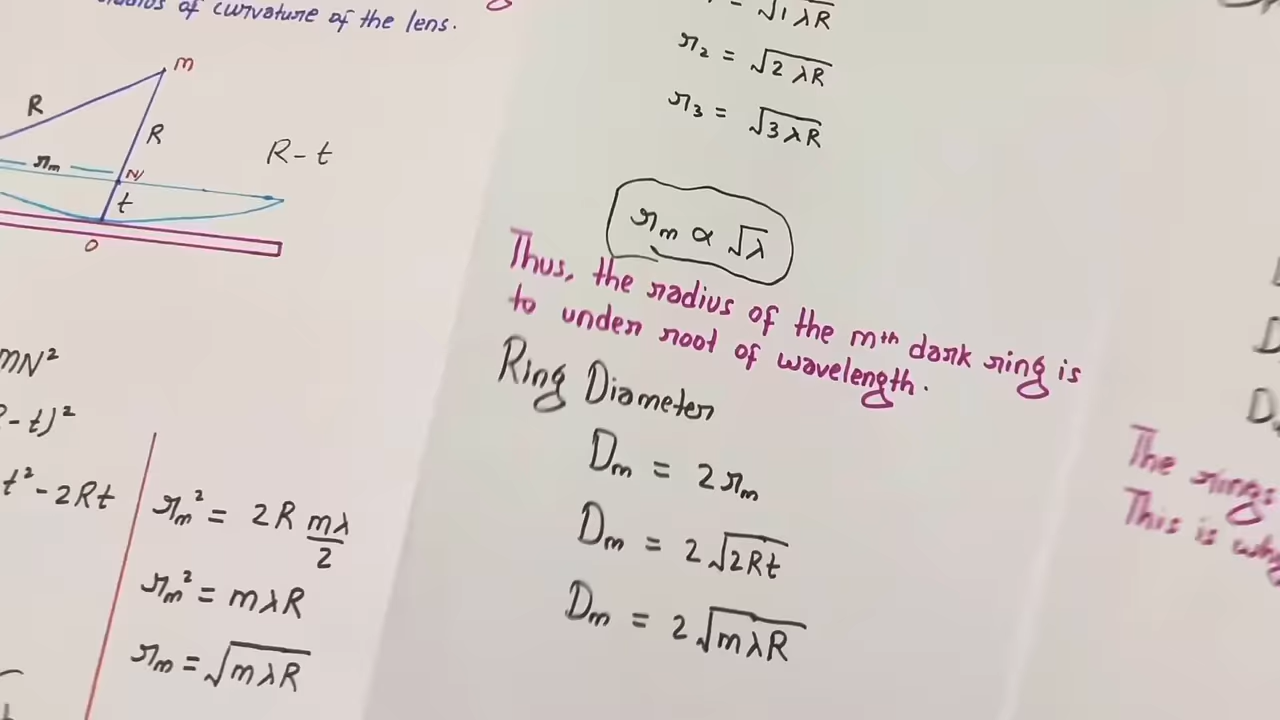 of curvature of the lens.
M
R
R
R - t
rm
N
t
O
MN²
- t)²
t² - 2Rt
rm² = 2R mλ/2
rm² = mλR
rm = √mλR
= √1λR
r2 = √2λR
r3 = √3λR
rm ∝ √λ
Thus, the radius of the mth dark ring is
to under root of wavelength.
Ring Diameter
Dm = 2rm
Dm = 2√2Rt
Dm = 2√mλR
D
D
The rings
This is why